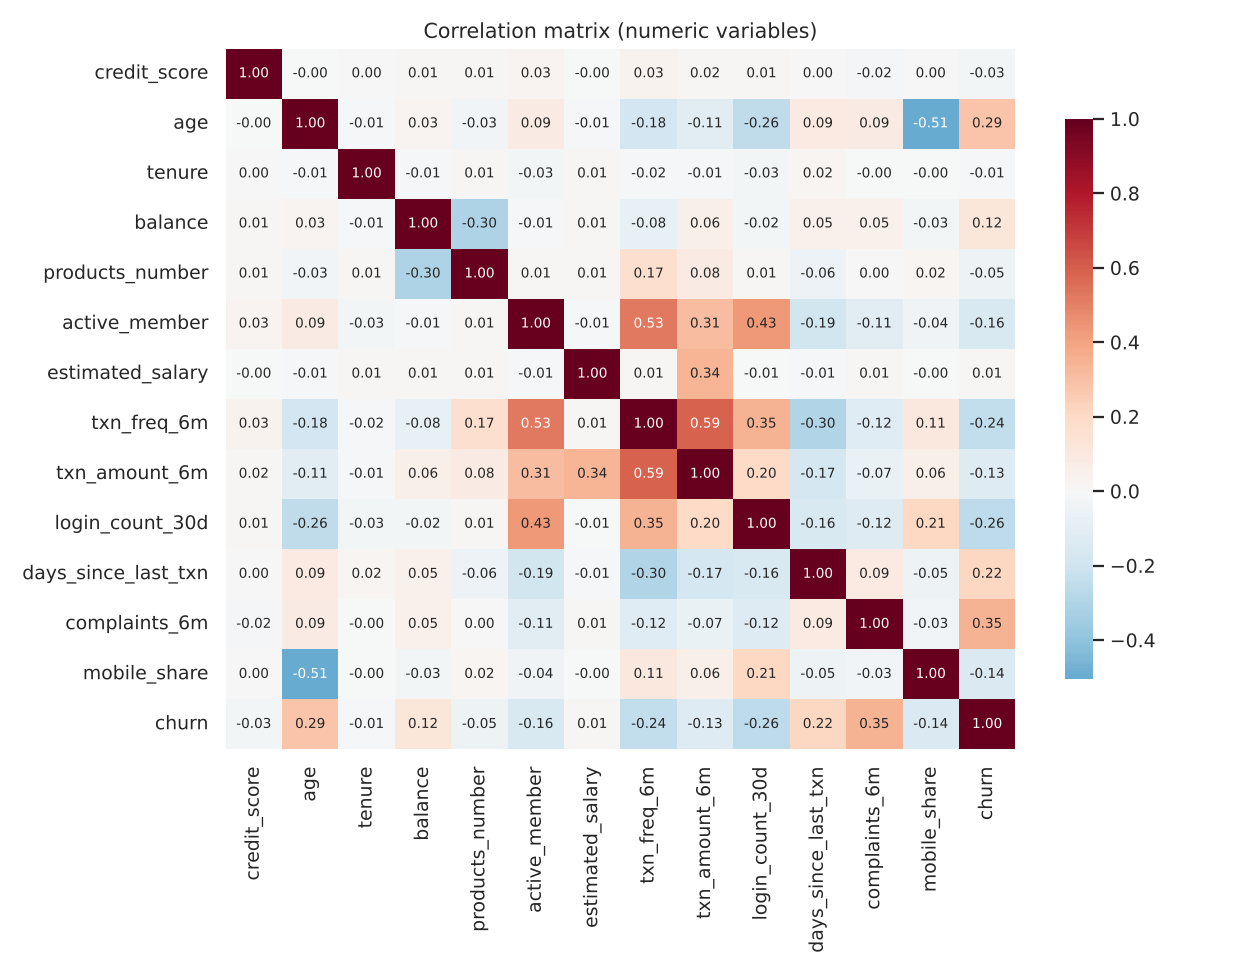 Correlation matrix (numeric variables)
credit_score 1.00 -0.00 0.00 0.01 0.01 0.03 -0.00 0.03 0.02 0.01 0.00 -0.02 0.00 -0.03
age -0.00 1.00 -0.01 0.03 -0.03 0.09 -0.01 -0.18 -0.11 -0.26 0.09 0.09 -0.51 0.29
tenure 0.00 -0.01 1.00 -0.01 0.01 -0.03 0.01 -0.02 -0.01 -0.03 0.02 -0.00 -0.00 -0.01
balance 0.01 0.03 -0.01 1.00 -0.30 -0.01 0.01 -0.08 0.06 -0.02 0.05 0.05 -0.03 0.12
products_number 0.01 -0.03 0.01 -0.30 1.00 0.01 0.01 0.17 0.08 0.01 -0.06 0.00 0.02 -0.05
active_member 0.03 0.09 -0.03 -0.01 0.01 1.00 -0.01 0.53 0.31 0.43 -0.19 -0.11 -0.04 -0.16
estimated_salary -0.00 -0.01 0.01 0.01 0.01 -0.01 1.00 0.01 0.34 -0.01 -0.01 0.01 -0.00 0.01
txn_freq_6m 0.03 -0.18 -0.02 -0.08 0.17 0.53 0.01 1.00 0.59 0.35 -0.30 -0.12 0.11 -0.24
txn_amount_6m 0.02 -0.11 -0.01 0.06 0.08 0.31 0.34 0.59 1.00 0.20 -0.17 -0.07 0.06 -0.13
login_count_30d 0.01 -0.26 -0.03 -0.02 0.01 0.43 -0.01 0.35 0.20 1.00 -0.16 -0.12 0.21 -0.26
days_since_last_txn 0.00 0.09 0.02 0.05 -0.06 -0.19 -0.01 -0.30 -0.17 -0.16 1.00 0.09 -0.05 0.22
complaints_6m -0.02 0.09 -0.00 0.05 0.00 -0.11 0.01 -0.12 -0.07 -0.12 0.09 1.00 -0.03 0.35
mobile_share 0.00 -0.51 -0.00 -0.03 0.02 -0.04 -0.00 0.11 0.06 0.21 -0.05 -0.03 1.00 -0.14
churn -0.03 0.29 -0.01 0.12 -0.05 -0.16 0.01 -0.24 -0.13 -0.26 0.22 0.35 -0.14 1.00
credit_score
age
tenure
balance
products_number
active_member
estimated_salary
txn_freq_6m
txn_amount_6m
login_count_30d
days_since_last_txn
complaints_6m
mobile_share
churn
1.0
0.8
0.6
0.4
0.2
0.0
−0.2
−0.4